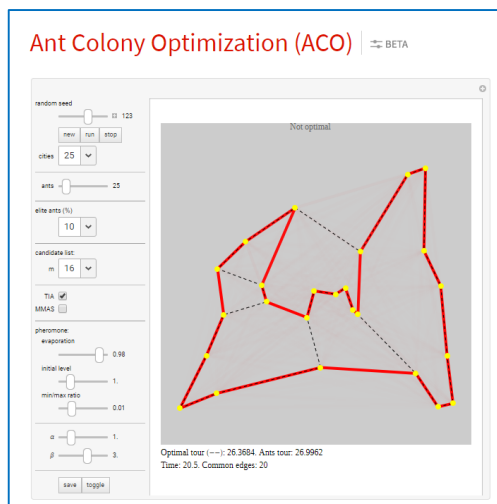 Ant Colony Optimization (ACO) BETA
random seed
123
new run stop
cities 25
ants 25
elite ants (%)
10
candidate list:
m 16
TIA
MMAS
pheromone:
evaporation
0.98
initial level
1.
min/max ratio
0.01
α 1.
β 3.
save toggle
Not optimal
Optimal tour (−−): 26.3684. Ants tour: 26.9962
Time: 20.5. Common edges: 20